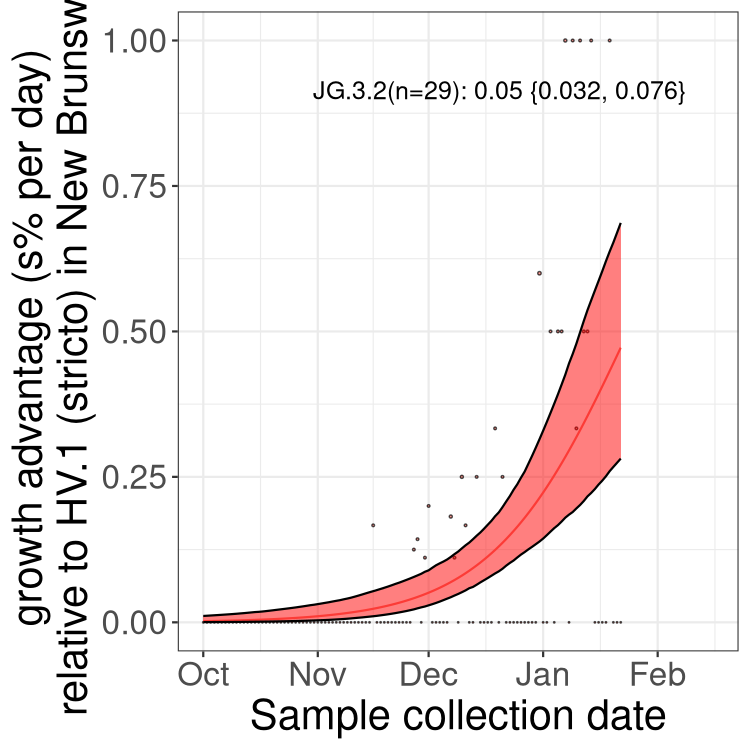 growth advantage (s% per day)
relative to HV.1 (stricto) in New Brunsw
1.00
0.75
0.50
0.25
0.00
JG.3.2(n=29): 0.05 {0.032, 0.076}
Oct Nov Dec Jan Feb
Sample collection date